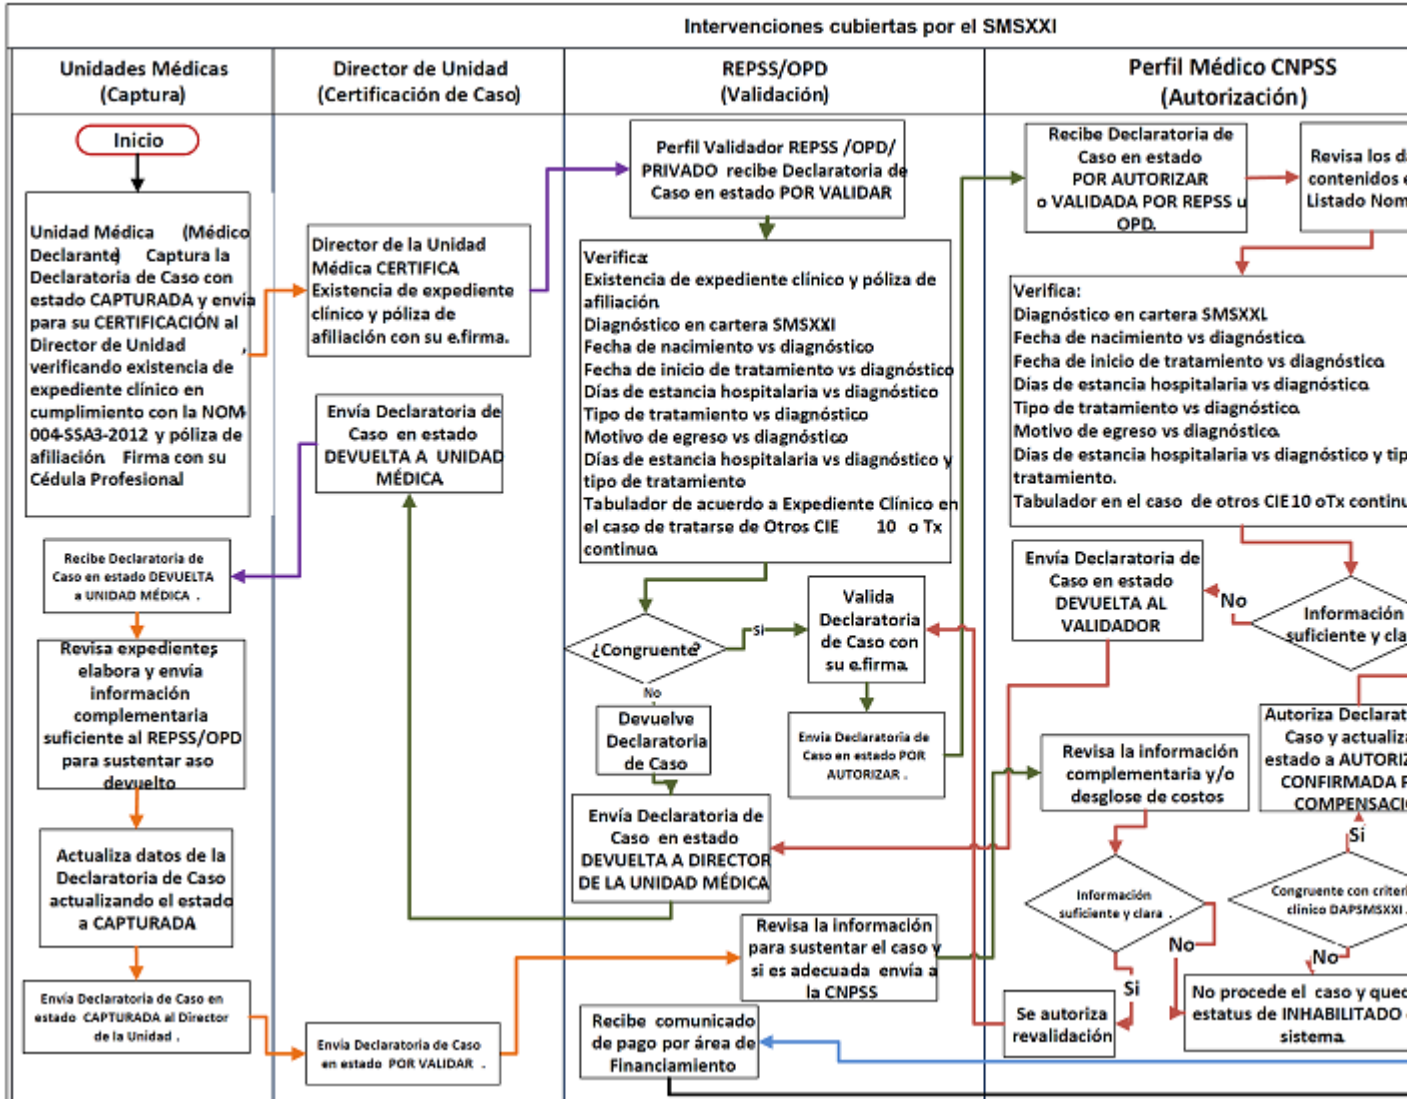 Intervenciones cubiertas por el SMSXXI
Unidades Médicas
(Captura)
Director de Unidad
(Certificación de Caso)
REPSS/OPD
(Validación)
Perfil Médico CNPSS
(Autorización)
Inicio
Unidad Médica (Médico
Declarante) Captura la
Declaratoria de Caso con
estado CAPTURADA y envía
para su CERTIFICACIÓN al
Director de Unidad ,
verificando existencia de
expediente clínico en
cumplimiento con la NOM-
004-SSA3-2012 y póliza de
afiliación. Firma con su
Cédula Profesional
Recibe Declaratoria de
Caso en estado DEVUELTA
a UNIDAD MÉDICA .
Revisa expedientes,
elabora y envía
información
complementaria
suficiente al REPSS/OPD
para sustentar aso
devuelto
Actualiza datos de la
Declaratoria de Caso
actualizando el estado
a CAPTURADA
Envía Declaratoria de Caso en
estado CAPTURADA al Director
de la Unidad .
Director de la Unidad
Médica CERTIFICA
Existencia de expediente
clínico y póliza de
afiliación con su e.firma.
Envía Declaratoria de
Caso en estado
DEVUELTA A UNIDAD
MÉDICA
Envía Declaratoria de Caso
en estado POR VALIDAR .
Perfil Validador REPSS /OPD/
PRIVADO recibe Declaratoria de
Caso en estado POR VALIDAR
Verifica:
Existencia de expediente clínico y póliza de
afiliación.
Diagnóstico en cartera SMSXXI
Fecha de nacimiento vs diagnóstico
Fecha de inicio de tratamiento vs diagnóstico
Días de estancia hospitalaria vs diagnóstico
Tipo de tratamiento vs diagnóstico
Motivo de egreso vs diagnóstico
Días de estancia hospitalaria vs diagnóstico y
tipo de tratamiento
Tabulador de acuerdo a Expediente Clínico en
el caso de tratarse de Otros CIE 10 o Tx
continuo.
¿Congruente?
Si
No
Valida
Declaratoria
de Caso con
su e.firma.
Devuelve
Declaratoria
de Caso
Envía Declaratoria de
Caso en estado POR
AUTORIZAR .
Envía Declaratoria de
Caso en estado
DEVUELTA A DIRECTOR
DE LA UNIDAD MÉDICA
Revisa la información
para sustentar el caso y
si es adecuada envía a
la CNPSS
Recibe comunicado
de pago por área de
Financiamiento
Recibe Declaratoria de
Caso en estado
POR AUTORIZAR
o VALIDADA POR REPSS u
OPD.
Revisa los da
contenidos e
Listado Nom
Verifica:
Diagnóstico en cartera SMSXXI.
Fecha de nacimiento vs diagnóstico.
Fecha de inicio de tratamiento vs diagnóstico.
Días de estancia hospitalaria vs diagnóstico.
Tipo de tratamiento vs diagnóstico.
Motivo de egreso vs diagnóstico.
Días de estancia hospitalaria vs diagnóstico y tip
tratamiento.
Tabulador en el caso de otros CIE10 o Tx continu
Envía Declaratoria de
Caso en estado
DEVUELTA AL
VALIDADOR
No
Información
suficiente y cla
Revisa la información
complementaria y/o
desglose de costos
Autoriza Declarat
Caso y actualiza
estado a AUTORIZ
CONFIRMADA P
COMPENSACIÓ
Sí
Información
suficiente y clara .
Congruente con criteri
clínico DAPSMSXXI .
No
No
Si
Se autoriza
revalidación
No procede el caso y qued
estatus de INHABILITADO
sistema.